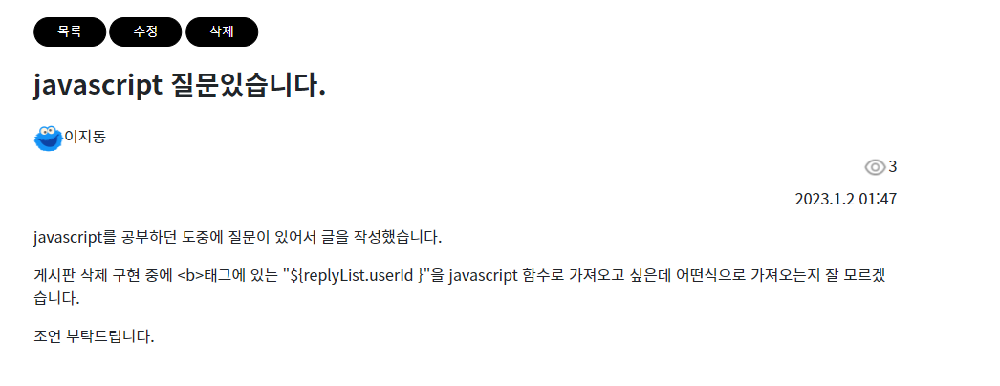 목록 수정 삭제
javascript 질문있습니다.
이지동
3
2023.1.2 01:47
javascript를 공부하던 도중에 질문이 있어서 글을 작성했습니다.
게시판 삭제 구현 중에 <b>태그에 있는 "${replyList.userId }"을 javascript 함수로 가져오고 싶은데 어떤식으로 가져오는지 잘 모르겠
습니다.
조언 부탁드립니다.